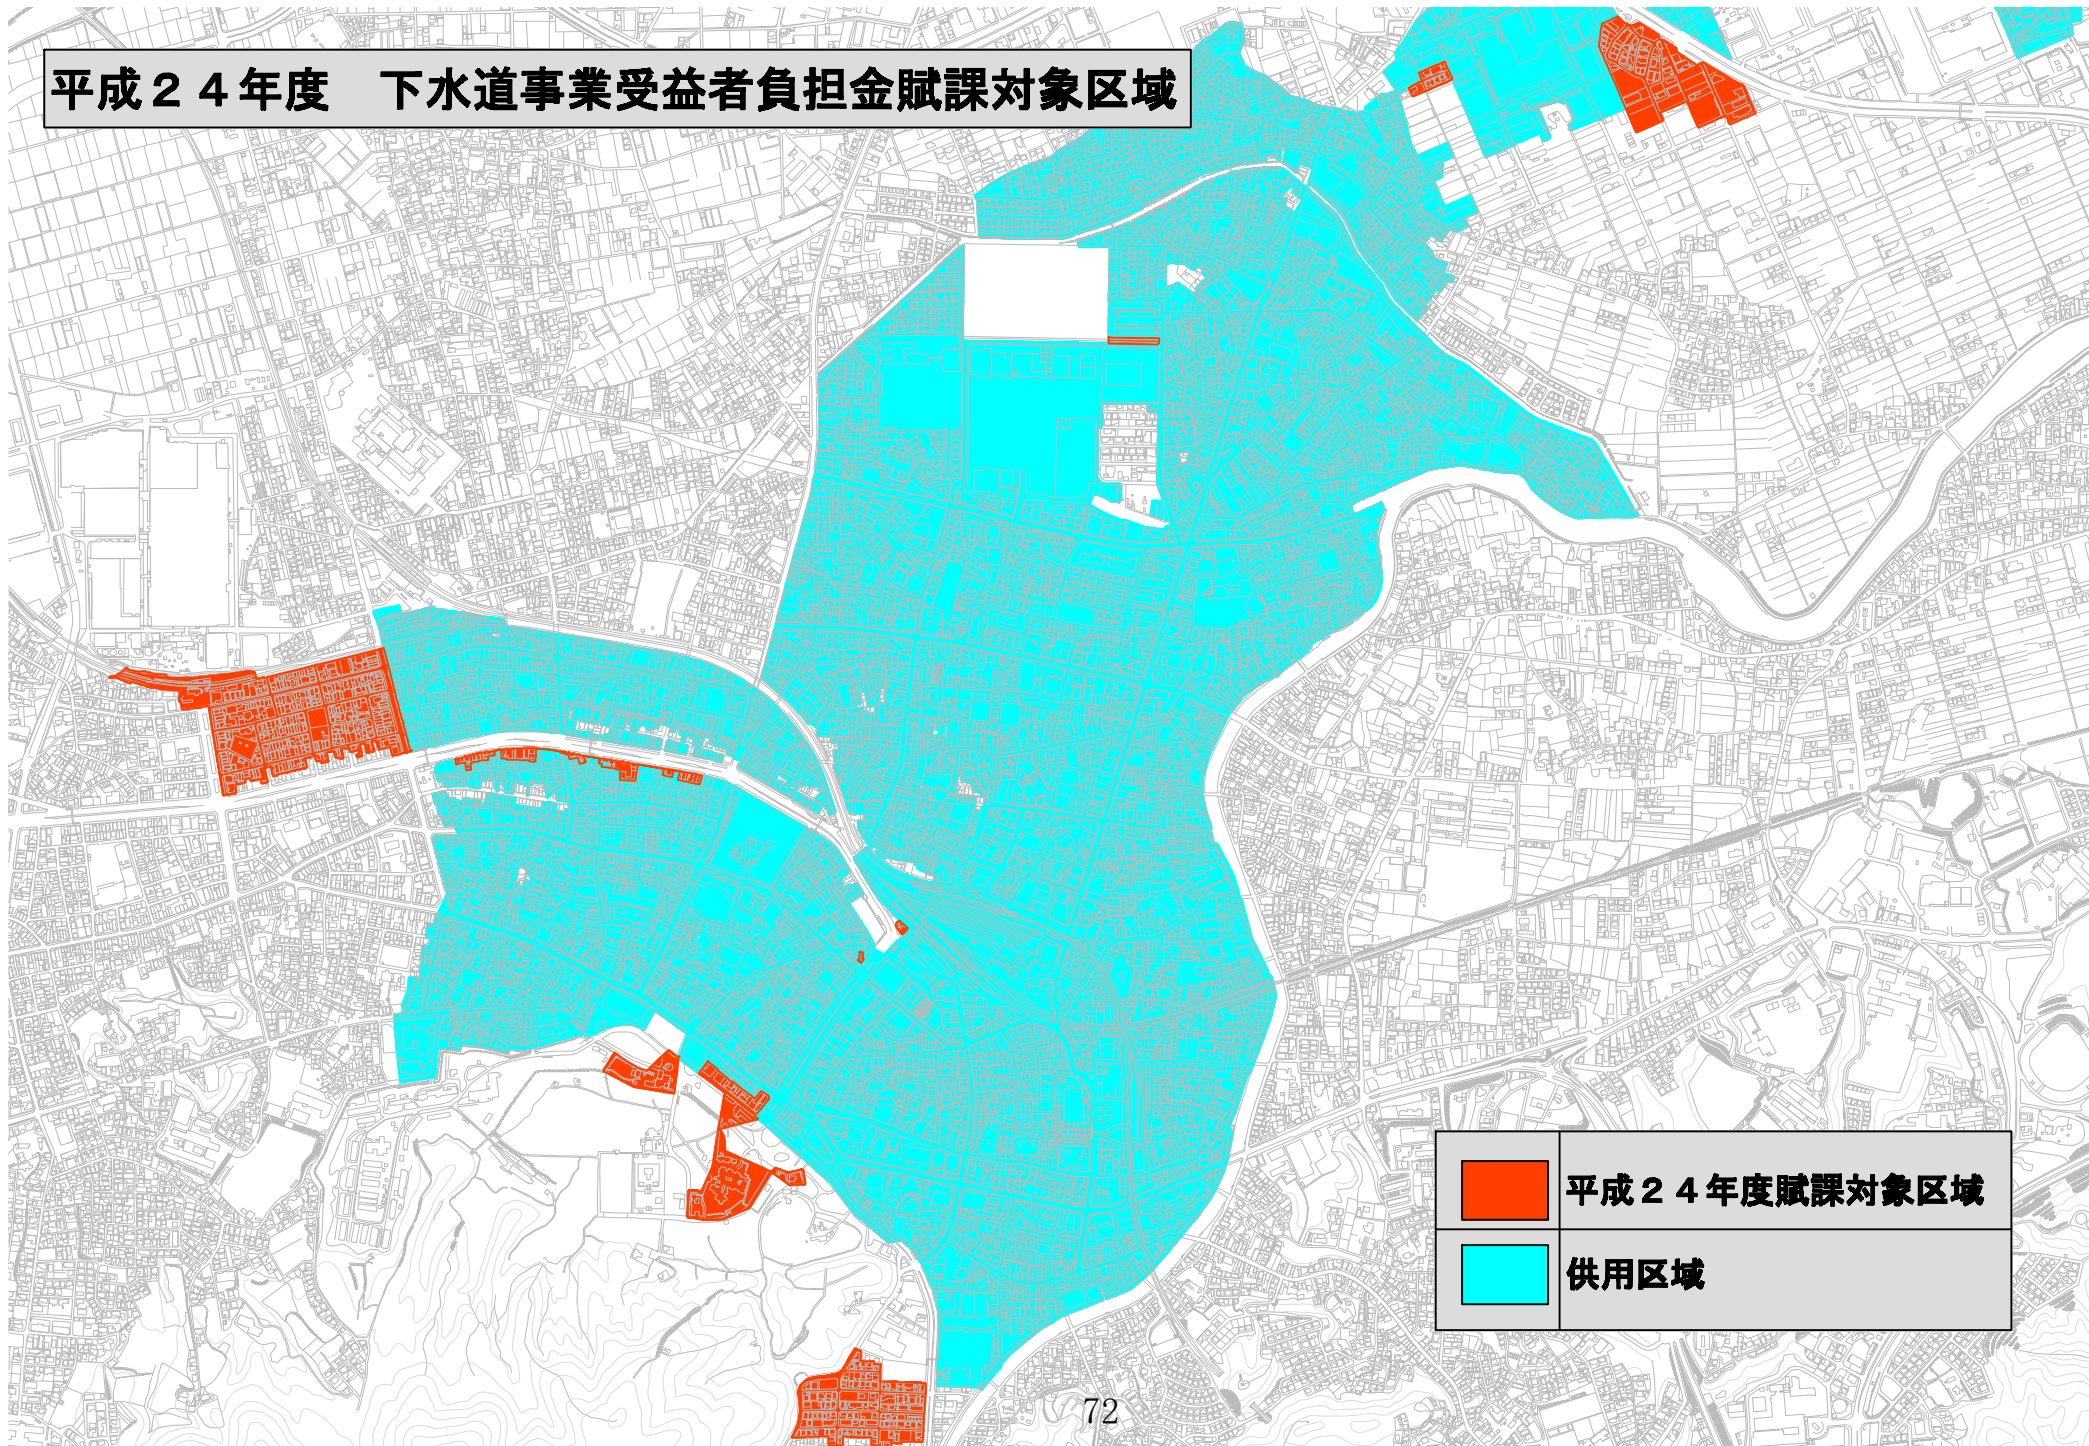 平成２４年度　下水道事業受益者負担金賦課対象区域
平成２４年度賦課対象区域
供用区域
72